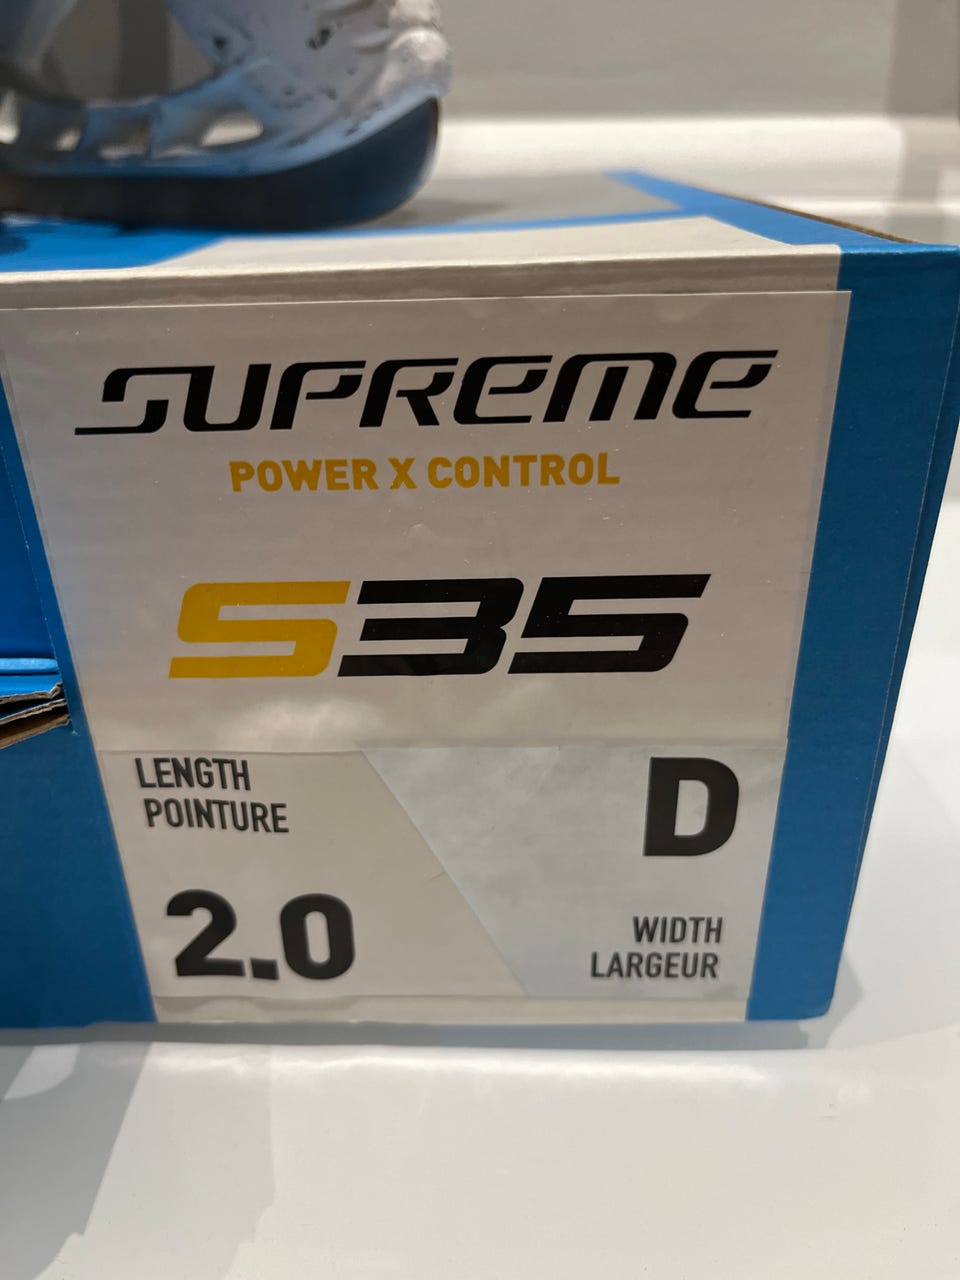 SUPREME
POWER X CONTROL
S35
LENGTH
POINTURE
2.0
D
WIDTH
LARGEUR